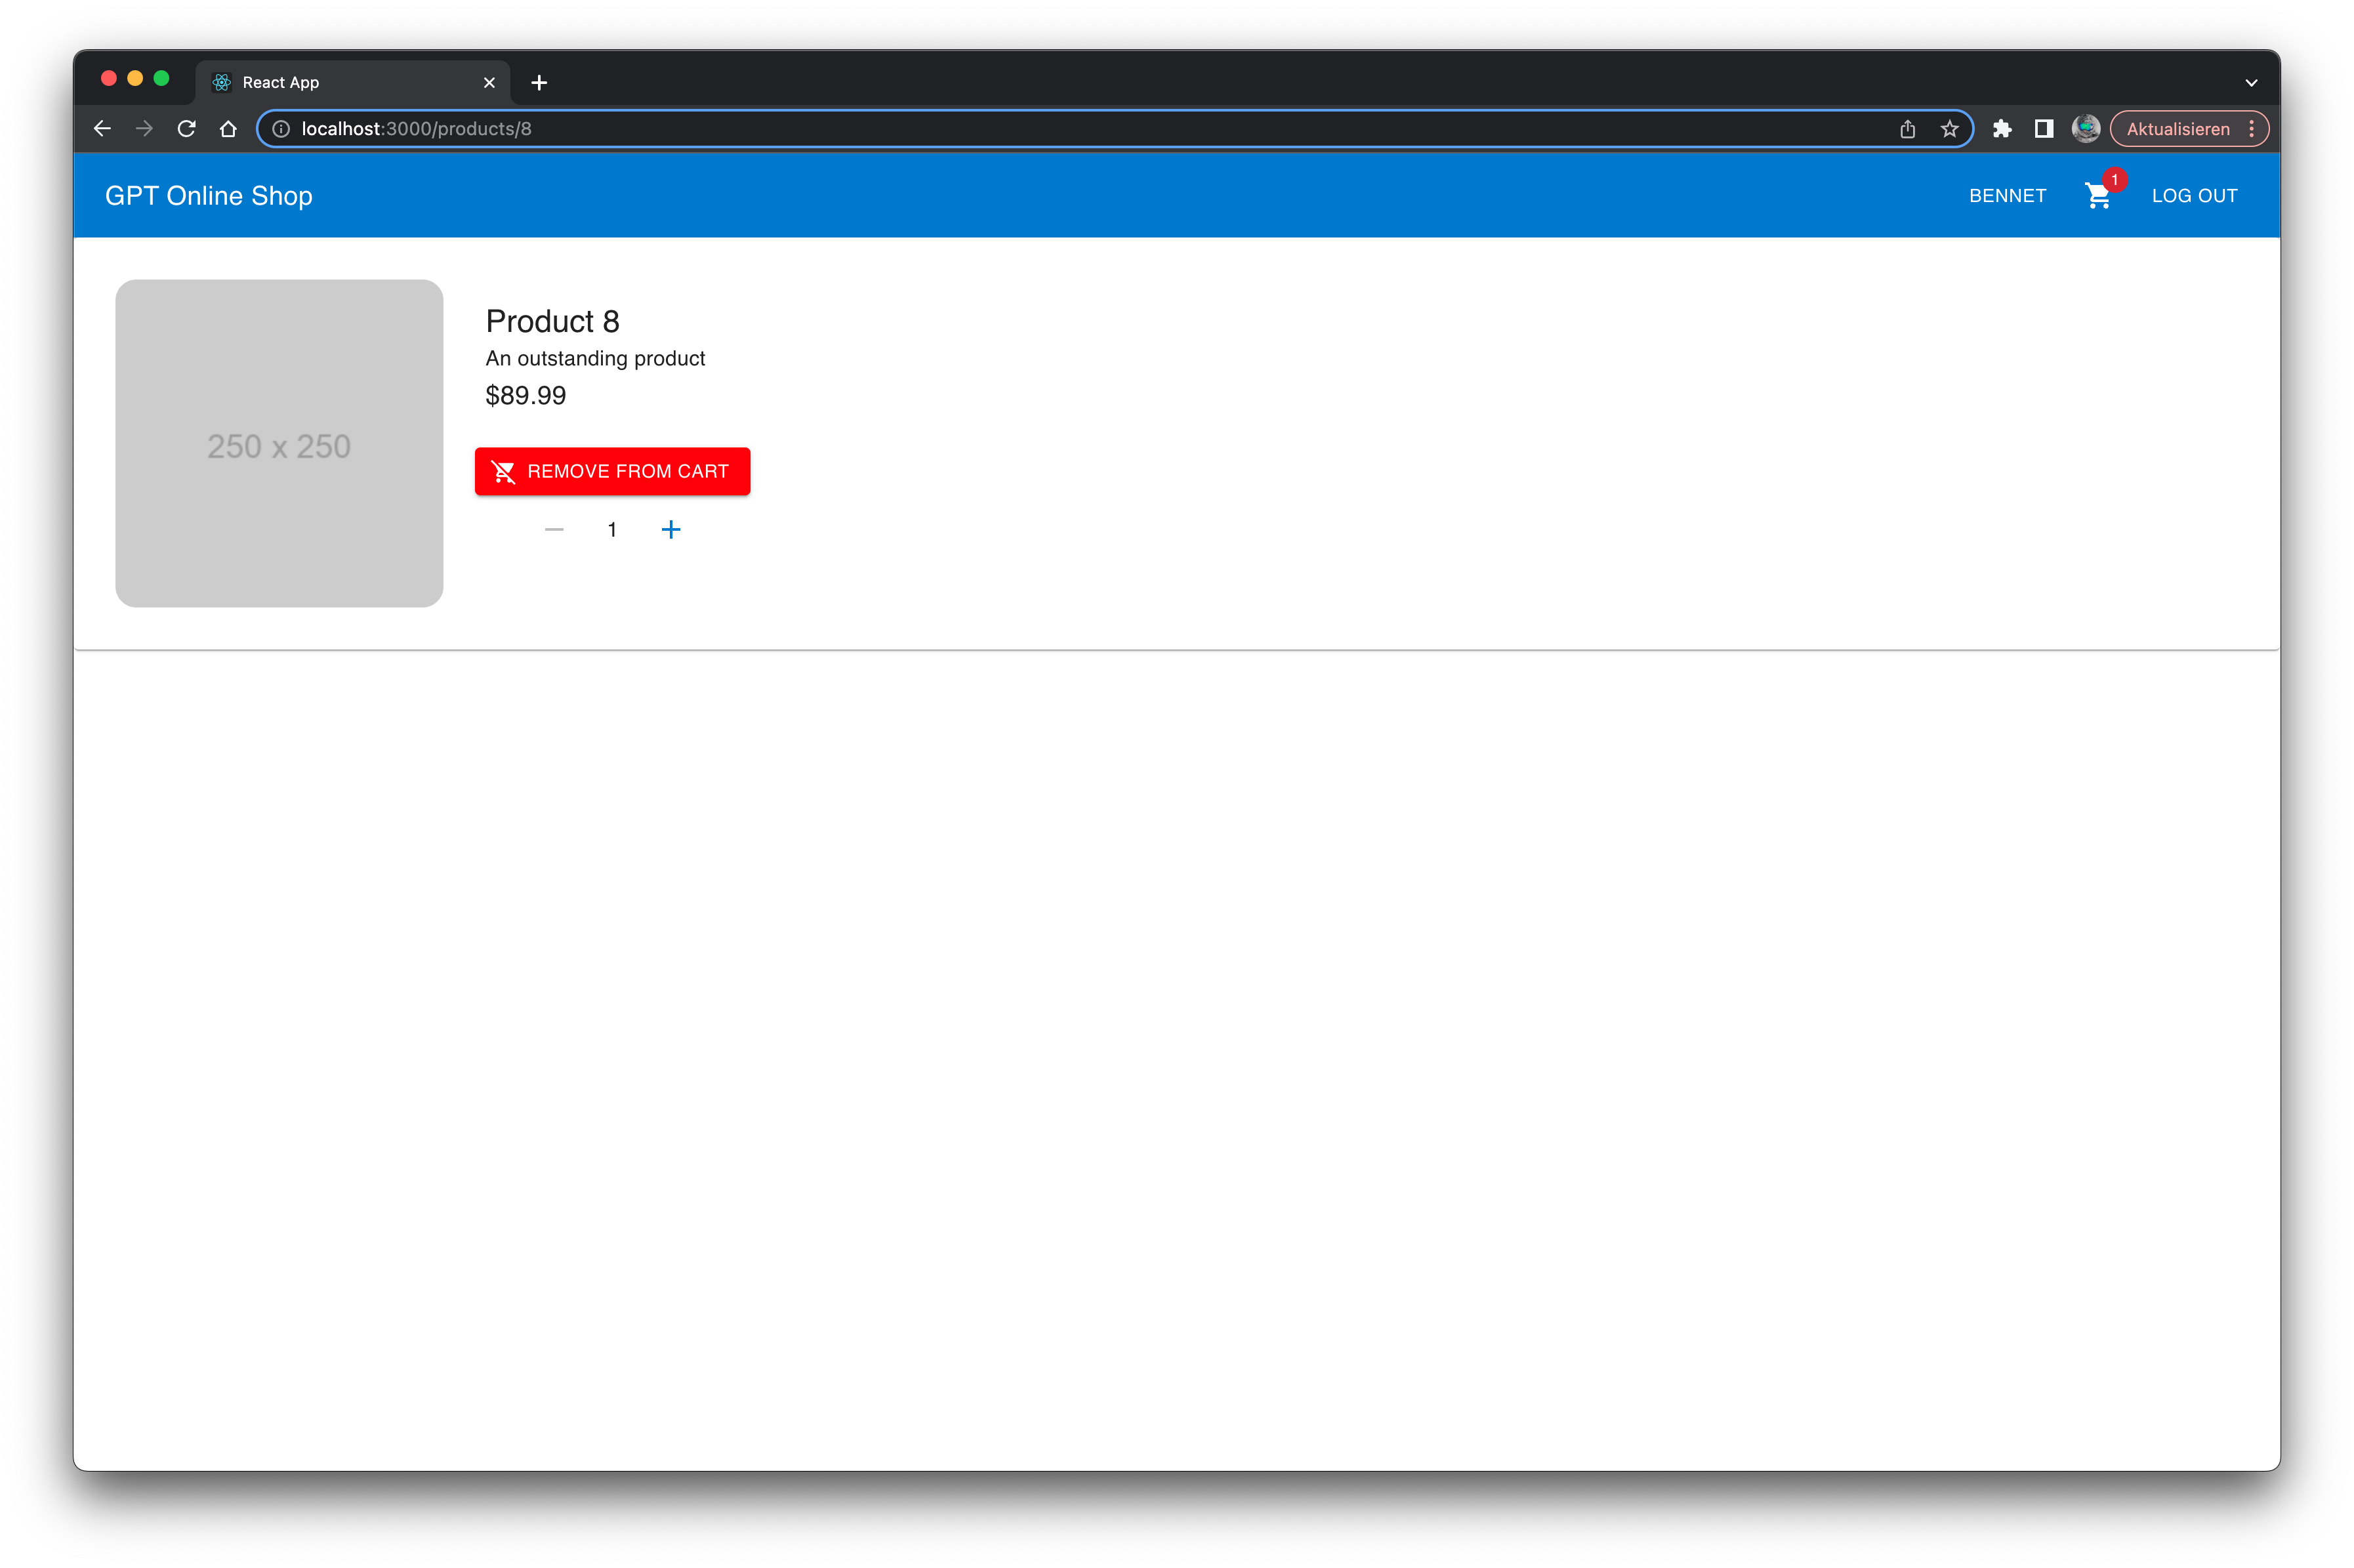 React App
localhost:3000/products/8
Aktualisieren
GPT Online Shop
BENNET
1
LOG OUT
250 x 250
Product 8
An outstanding product
$89.99
REMOVE FROM CART
1